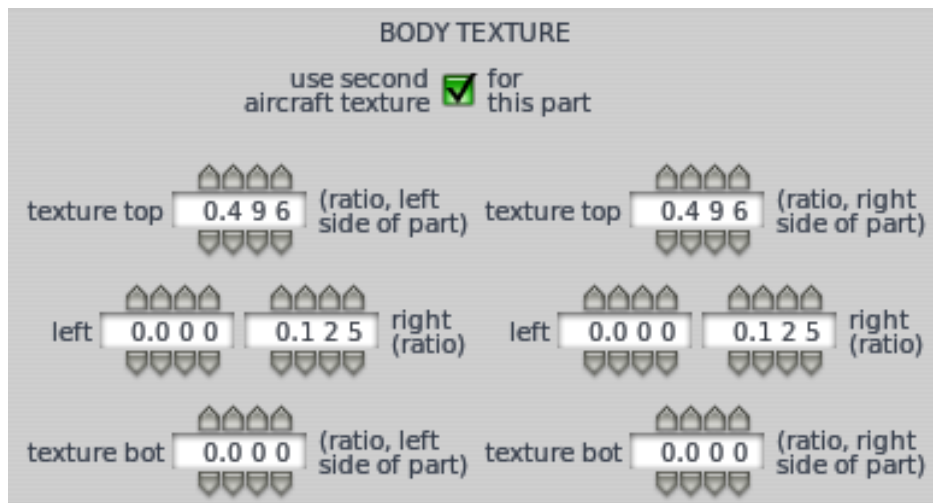 BODY TEXTURE
use second for
aircraft texture this part
texture top 0.4 9 6 (ratio, left side of part) texture top 0.4 9 6 (ratio, right side of part)
left 0.0 0 0 0.1 2 5 right (ratio) left 0.0 0 0 0.1 2 5 right (ratio)
texture bot 0.0 0 0 (ratio, left side of part) texture bot 0.0 0 0 (ratio, right side of part)